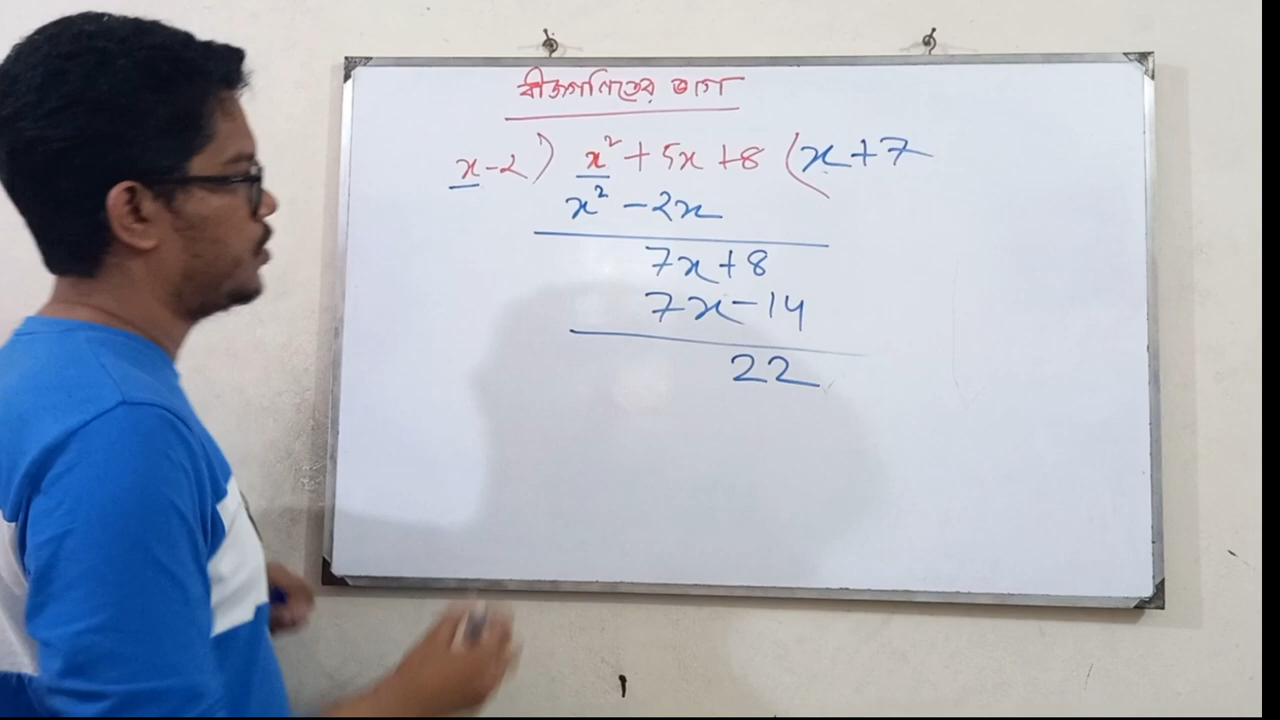 বীজগণিতের ভাগ
x-2) x² + 5x + 8 (x + 7
x² - 2x
7x + 8
7x - 14
22